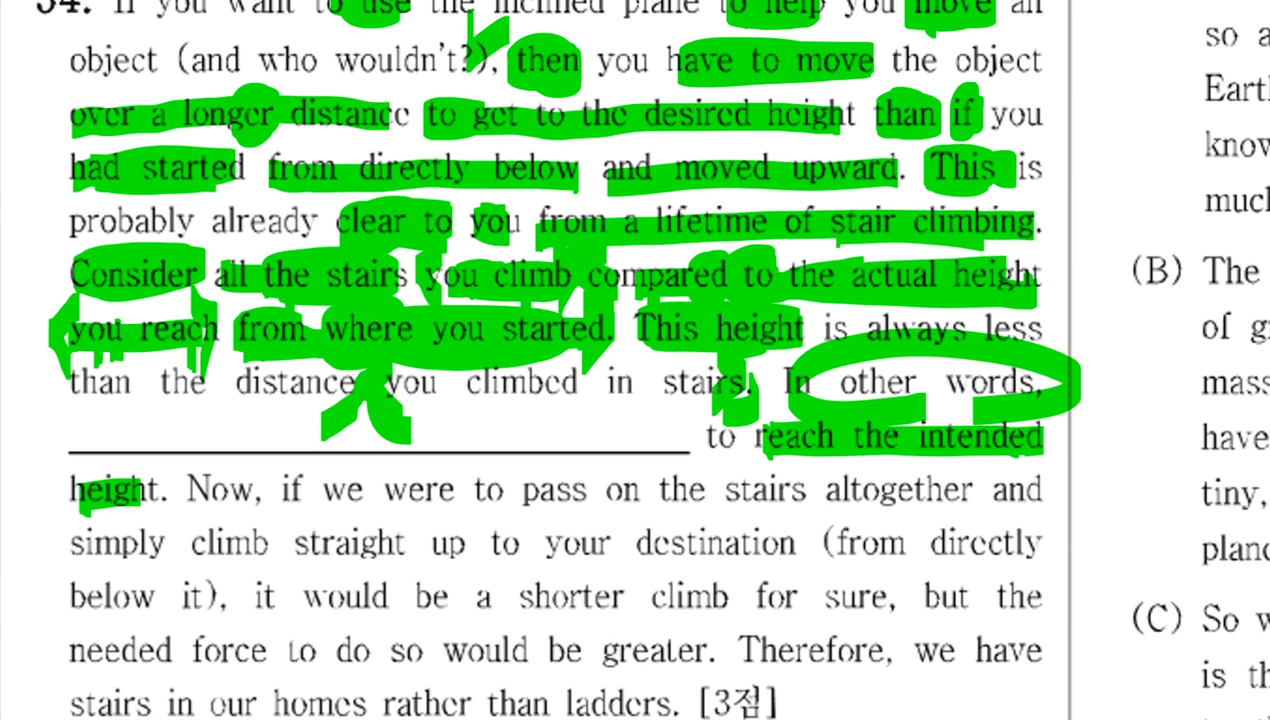 34. If you want to use the inclined plane to help you move an
object (and who wouldn't?), then you have to move the object
over a longer distance to get to the desired height than if you
had started from directly below and moved upward. This is
probably already clear to you from a lifetime of stair climbing.
Consider all the stairs you climb compared to the actual height
you reach from where you started. This height is always less
than the distance you climbed in stairs. In other words,
to reach the intended
height. Now, if we were to pass on the stairs altogether and
simply climb straight up to your destination (from directly
below it), it would be a shorter climb for sure, but the
needed force to do so would be greater. Therefore, we have
stairs in our homes rather than ladders. [3점]
so
Eart
know
much
(B) The
of g
mass
have
tiny,
plan
(C) So w
is th